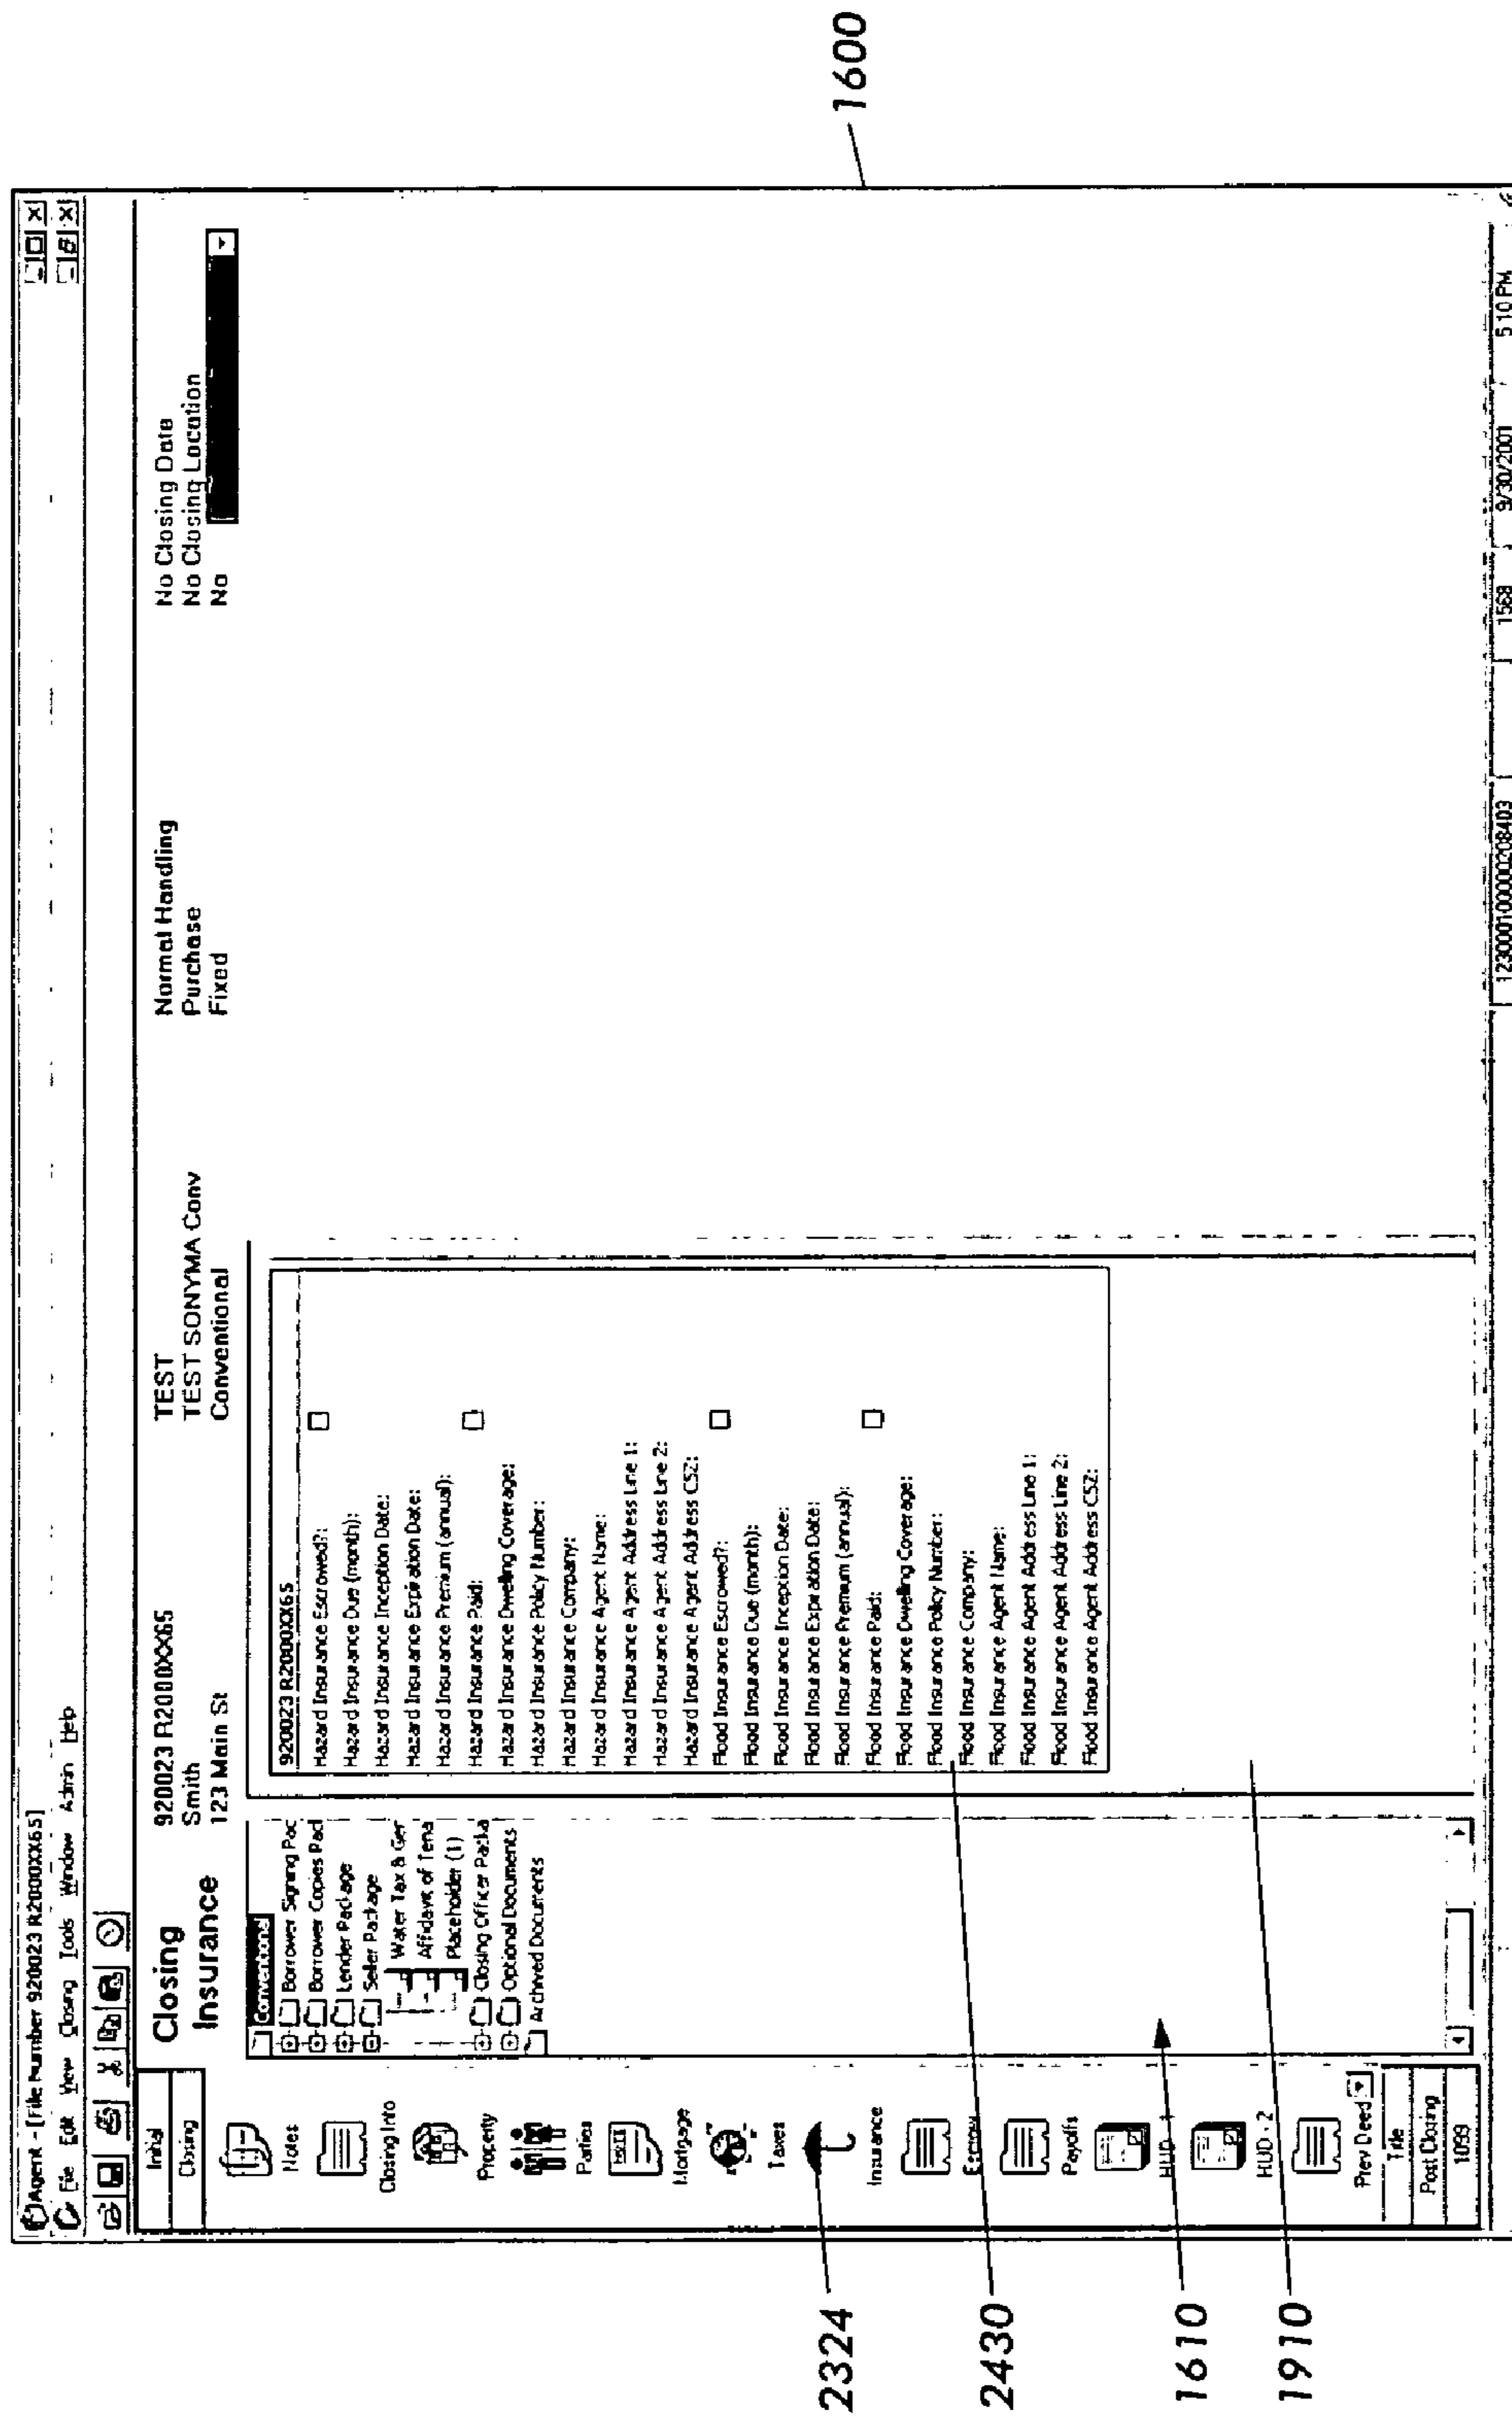 Agent - [File Number 920023 R2000XX65]
File Edit View Closing Tools Window Admin Help
Initial
Closing
Notes
Closing Info
Property
Parties
Mortgage
Taxes
Insurance
Escrow
Payoffs
HUD - 1
HUD - 2
Prev Deed
Title
Post Closing
1099
Closing
Insurance
920023 R2000XX65
Smith
123 Main St
TEST
TEST SONYMA Conv
Conventional
Normal Handling
Purchase
Fixed
No Closing Date
No Closing Location
No
Conventional
Borrower Signing Pac
Borrower Copies Pacl
Lender Package
Seller Package
Water Tax & Ger
Affidavit of Tena
Placeholder (1)
Closing Officer Packa
Optional Documents
Archived Documents
920023 R2000XX65
Hazard Insurance Escrowed?:
Hazard Insurance Due (month):
Hazard Insurance Inception Date:
Hazard Insurance Expiration Date:
Hazard Insurance Premium (annual):
Hazard Insurance Paid:
Hazard Insurance Dwelling Coverage:
Hazard Insurance Policy Number:
Hazard Insurance Company:
Hazard Insurance Agent Name:
Hazard Insurance Agent Address Line 1:
Hazard Insurance Agent Address Line 2:
Hazard Insurance Agent Address CSZ:
Flood Insurance Escrowed?:
Flood Insurance Due (month):
Flood Insurance Inception Date:
Flood Insurance Expiration Date:
Flood Insurance Premium (annual):
Flood Insurance Paid:
Flood Insurance Dwelling Coverage:
Flood Insurance Policy Number:
Flood Insurance Company:
Flood Insurance Agent Name:
Flood Insurance Agent Address Line 1:
Flood Insurance Agent Address Line 2:
Flood Insurance Agent Address CSZ:
1230001000000208403 1568 9/30/2001 5 10 PM
1600
2324
2430
1610
1910